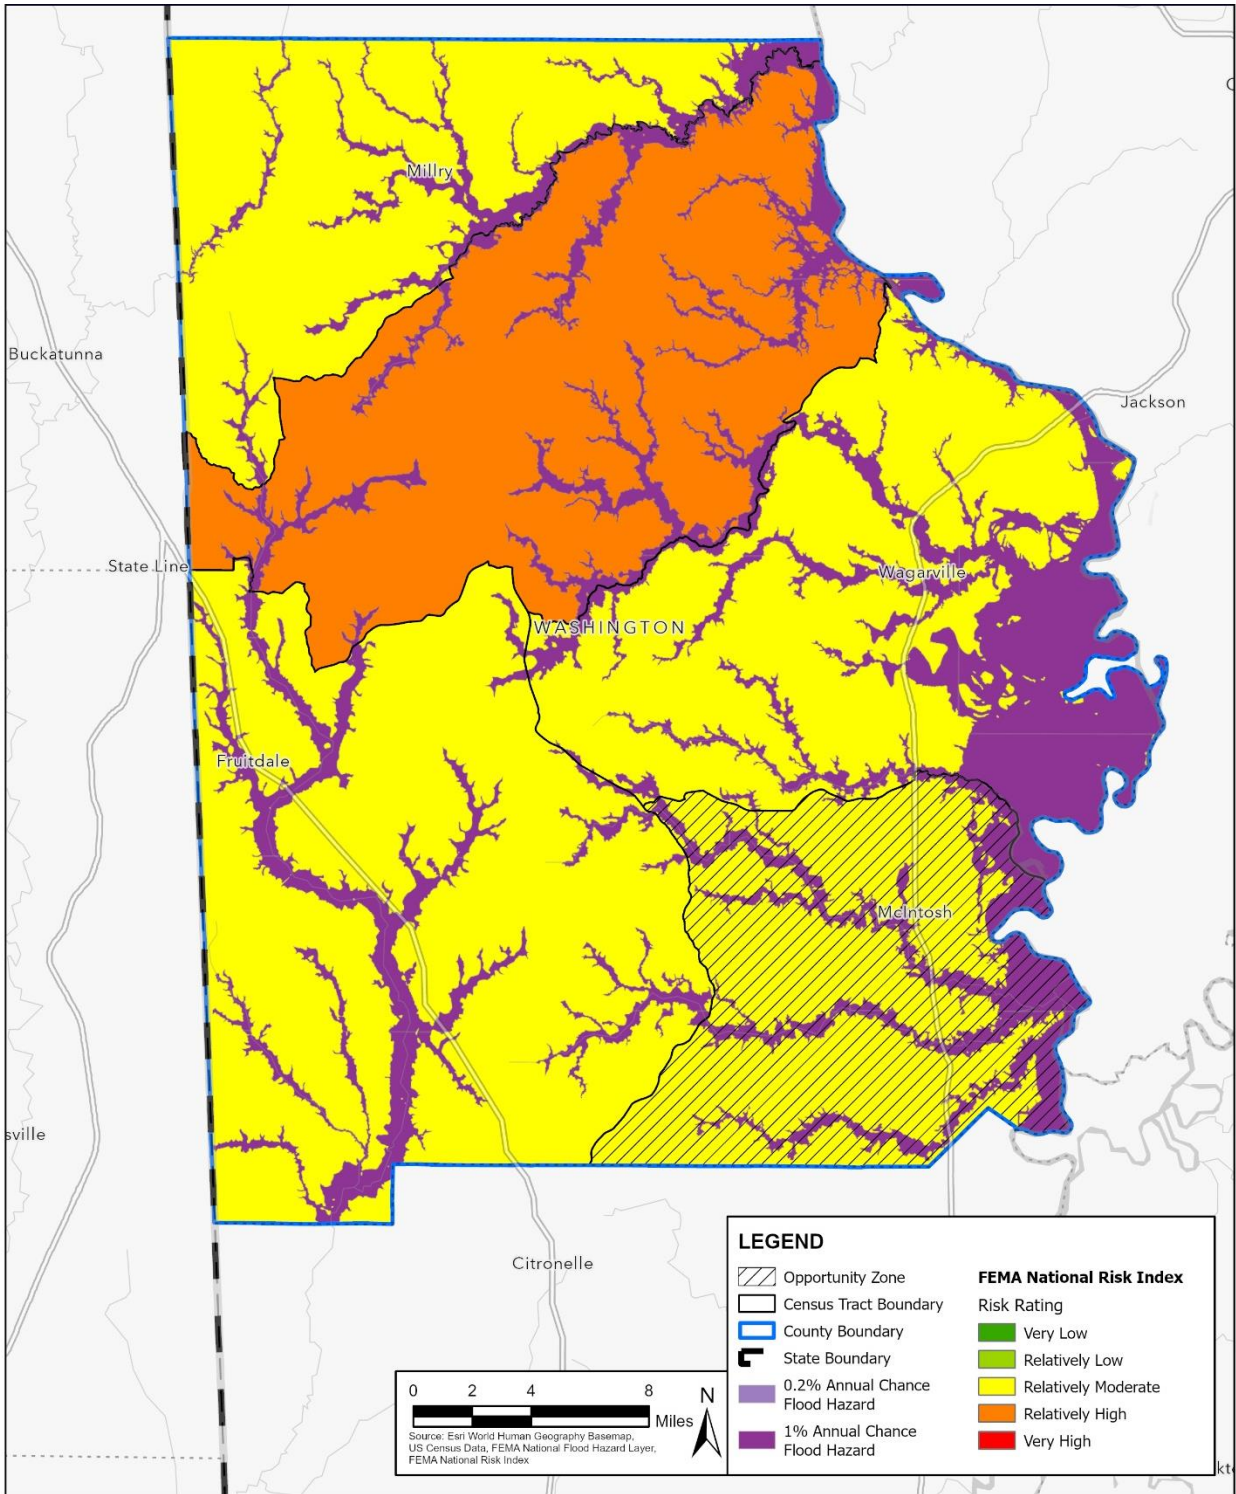 Millry
Buckatunna
Jackson
State Line
Wagarville
WASHINGTON
Fruitdale
McIntosh
sville
Citronelle
LEGEND
Opportunity Zone
Census Tract Boundary
County Boundary
State Boundary
0.2% Annual Chance
Flood Hazard
1% Annual Chance
Flood Hazard
FEMA National Risk Index
Risk Rating
Very Low
Relatively Low
Relatively Moderate
Relatively High
Very High
0 2 4 8
Miles
N
Source: Esri World Human Geography Basemap,
US Census Data, FEMA National Flood Hazard Layer,
FEMA National Risk Index